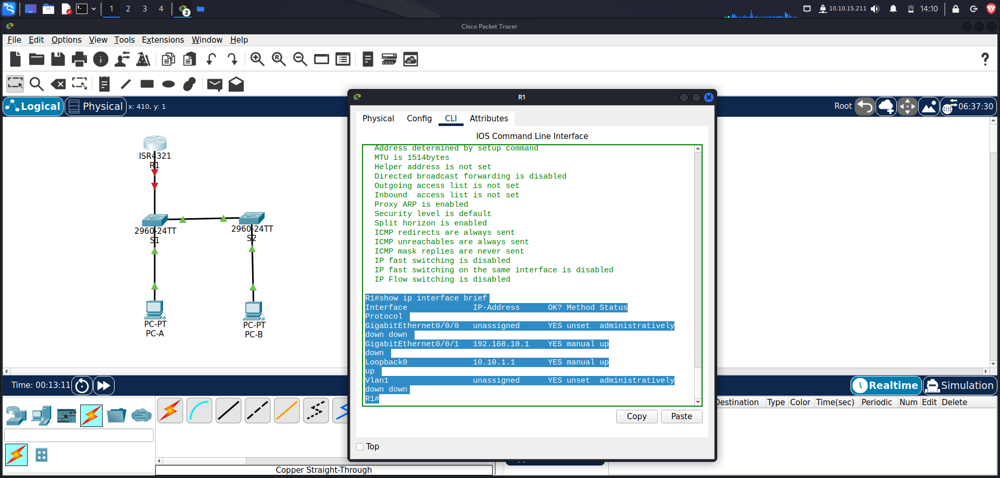 1 2 3 4 2
10.10.15.211 14:10
Cisco Packet Tracer
File Edit Options View Tools Extensions Window Help
Logical Physical x: 410, y: 1
Root 06:37:30
ISR4321
R1
2960-24TT
S1
2960-24TT
S2
PC-PT
PC-A
PC-PT
PC-B
R1
Physical Config CLI Attributes
IOS Command Line Interface
Address determined by setup command
MTU is 1514bytes
Helper address is not set
Directed broadcast forwarding is disabled
Outgoing access list is not set
Inbound  access list is not set
Proxy ARP is enabled
Security level is default
Split horizon is enabled
ICMP redirects are always sent
ICMP unreachables are always sent
ICMP mask replies are never sent
IP fast switching is disabled
IP fast switching on the same interface is disabled
IP Flow switching is disabled
R1#show ip interface brief
Interface IP-Address OK? Method Status
Protocol
GigabitEthernet0/0/0 unassigned YES unset administratively
down down
GigabitEthernet0/0/1 192.168.10.1 YES manual up
down
Loopback0 10.10.1.1 YES manual up
up
Vlan1 unassigned YES unset administratively
down down
R1#
Copy Paste
Top
Time: 00:13:11
Realtime Simulation
Destination Type Color Time(sec) Periodic Num Edit Delete
Copper Straight-Through